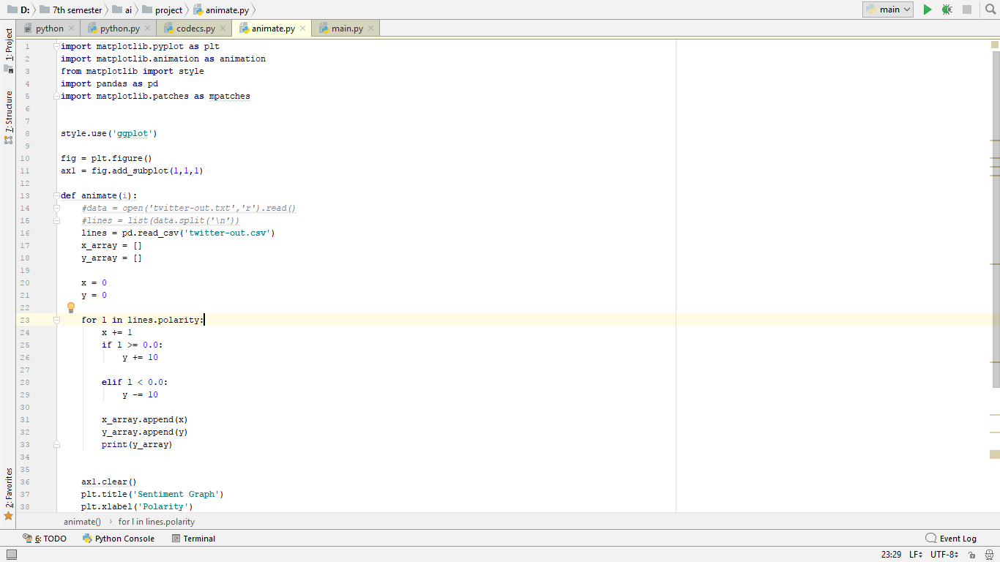 D: 7th semester ai project animate.py main
python python.py codecs.py animate.py main.py
1: Project
7: Structure
2: Favorites
1 import matplotlib.pyplot as plt
2 import matplotlib.animation as animation
3 from matplotlib import style
4 import pandas as pd
5 import matplotlib.patches as mpatches
6
7
8 style.use('ggplot')
9
10 fig = plt.figure()
11 ax1 = fig.add_subplot(1,1,1)
12
13 def animate(i):
14 #data = open('twitter-out.txt','r').read()
15 #lines = list(data.split('\n'))
16 lines = pd.read_csv('twitter-out.csv')
17 x_array = []
18 y_array = []
19
20 x = 0
21 y = 0
22
23 for l in lines.polarity:
24 x += 1
25 if l >= 0.0:
26 y += 10
27
28 elif l < 0.0:
29 y -= 10
30
31 x_array.append(x)
32 y_array.append(y)
33 print(y_array)
34
35
36 ax1.clear()
37 plt.title('Sentiment Graph')
38 plt.xlabel('Polarity')
animate() for l in lines.polarity
6: TODO Python Console Terminal Event Log
23:29 LF UTF-8